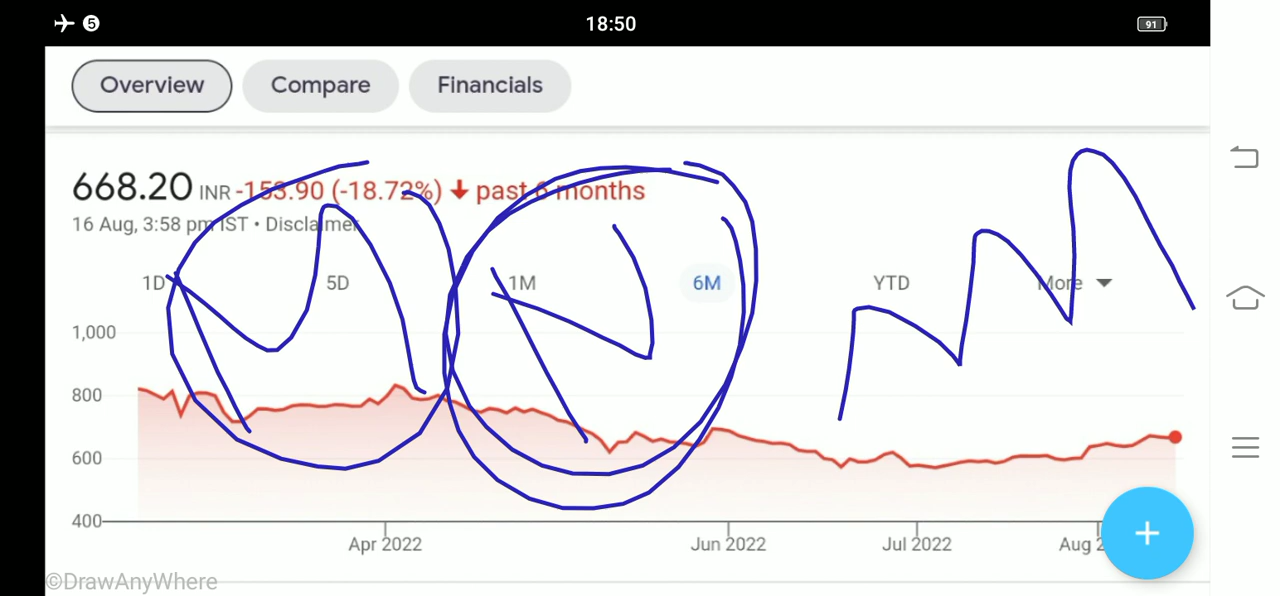 5 18:50 91
Overview Compare Financials
668.20 INR -153.90 (-18.72%) past 6 months
16 Aug, 3:58 pm IST • Disclaimer
1D 5D 1M 6M YTD More
1,000
800
600
400
Apr 2022 Jun 2022 Jul 2022 Aug
©DrawAnyWhere